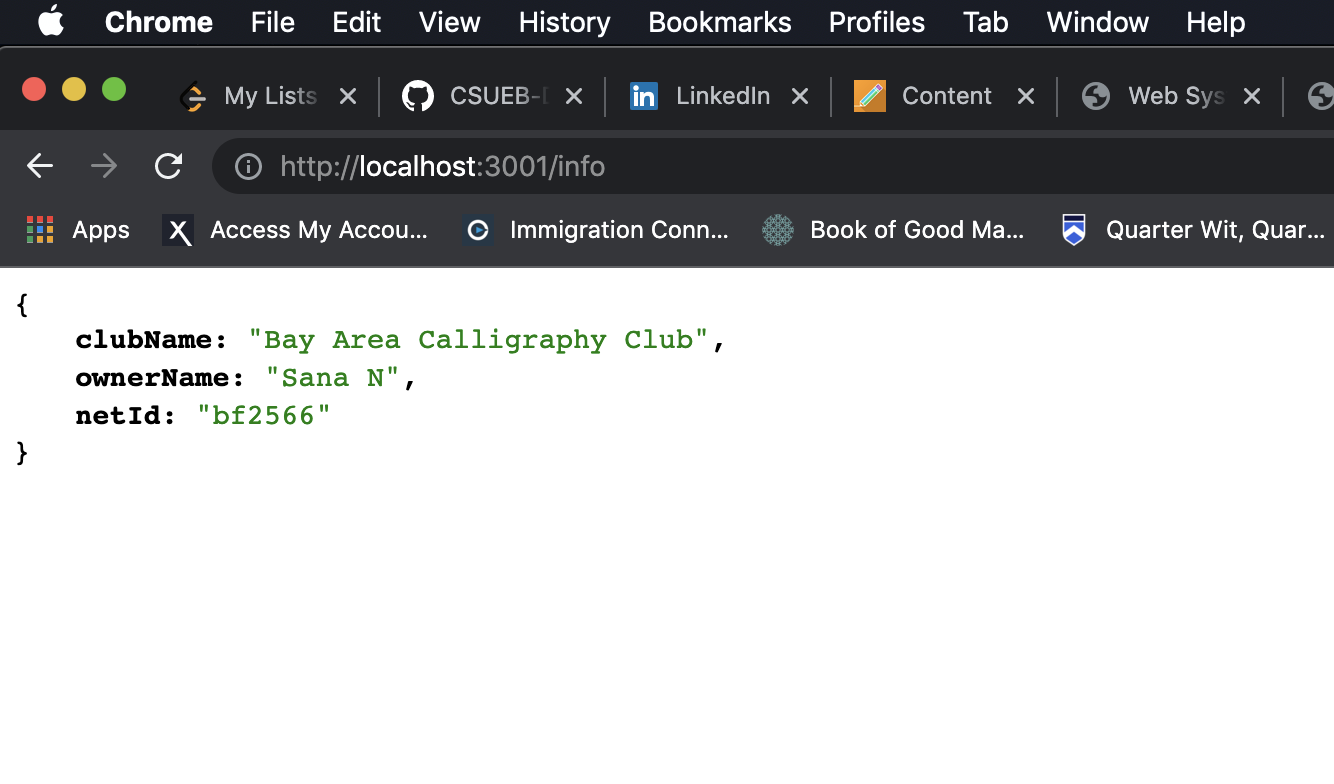 Chrome File Edit View History Bookmarks Profiles Tab Window Help
My Lists CSUEB- LinkedIn Content Web Sys
http://localhost:3001/info
Apps Access My Accou... Immigration Conn... Book of Good Ma... Quarter Wit, Quar...
{
clubName: "Bay Area Calligraphy Club",
ownerName: "Sana N",
netId: "bf2566"
}